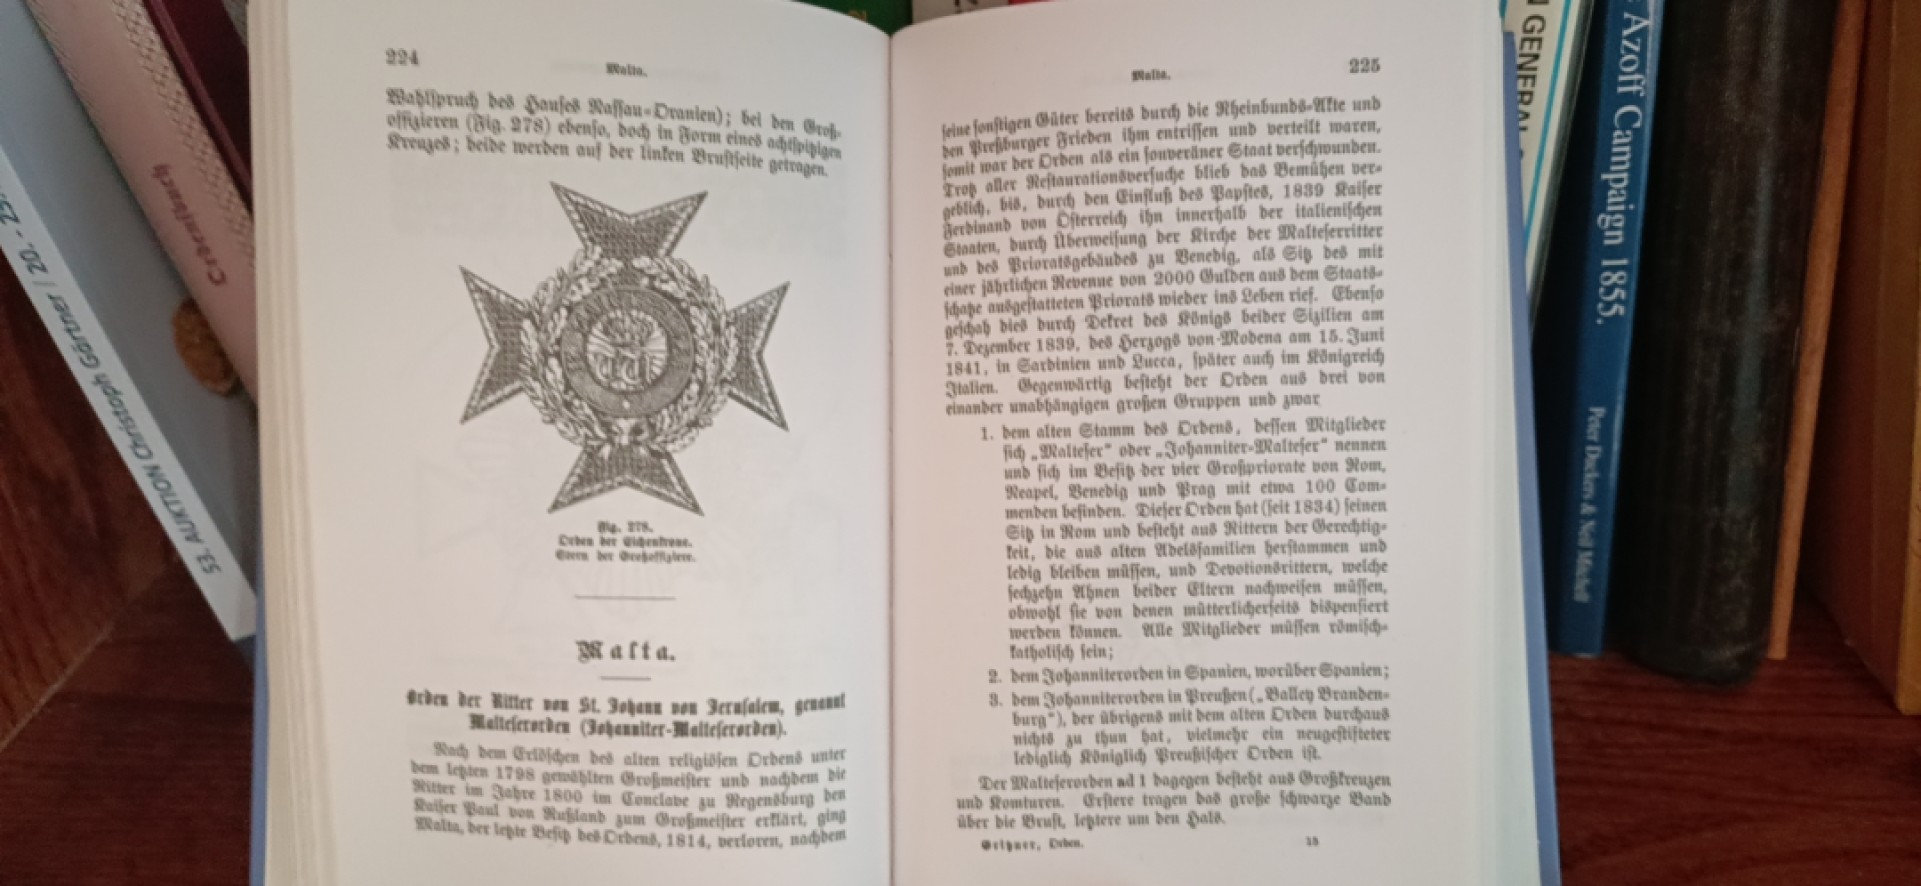 53. AUKTION Christoph Gärtner | 20. - 23.
Ordensbuch
224
Malta.
Wahlspruch des Hauses Nassau-Oranien); bei den Groß-
offizieren (Fig. 278) ebenso, doch in Form eines achtspitzigen
Kreuzes; beide werden auf der linken Brustseite getragen.
Fig. 278.
Orden der Eichenkrone.
Stern der Großoffiziere.
Malta.
Orden der Ritter von St. Johann von Jerusalem, genannt
Malteserorden (Johanniter-Malteserorden).
Nach dem Erlöschen des alten religiösen Ordens unter
dem letzten 1798 gewählten Großmeister und nachdem die
Ritter im Jahre 1800 im Conclave zu Regensburg den
Kaiser Paul von Rußland zum Großmeister erklärt, ging
Malta, der letzte Besitz des Ordens, 1814, verloren, nachdem
Malta.
225
seine sonstigen Güter bereits durch die Rheinbunds-Akte und
den Preßburger Frieden ihm entrissen und verteilt waren,
somit war der Orden als ein souveräner Staat verschwunden.
Trotz aller Restaurationsversuche blieb das Bemühen ver-
geblich, bis, durch den Einfluß des Papstes, 1839 Kaiser
Ferdinand von Österreich ihn innerhalb der italienischen
Staaten, durch Überweisung der Kirche der Malteserritter
und des Prioratsgebäudes zu Venedig, als Sitz des mit
einer jährlichen Revenue von 2000 Gulden aus dem Staats-
schatze ausgestatteten Priorats wieder ins Leben rief. Ebenso
geschah dies durch Dekret des Königs beider Sizilien am
7. Dezember 1839, des Herzogs von Modena am 15. Juni
1841, in Sardinien und Lucca, später auch im Königreich
Italien. Gegenwärtig besteht der Orden aus drei von
einander unabhängigen großen Gruppen und zwar
1. dem alten Stamm des Ordens, dessen Mitglieder
sich „Malteser" oder „Johanniter-Malteser" nennen
und sich im Besitz der vier Großpriorate von Rom,
Neapel, Venedig und Prag mit etwa 100 Com-
menden befinden. Dieser Orden hat (seit 1834) seinen
Sitz in Rom und besteht aus Rittern der Gerechtig-
keit, die aus alten Adelsfamilien herstammen und
ledig bleiben müssen, und Devotionsrittern, welche
sechzehn Ahnen beider Eltern nachweisen müssen,
obwohl sie von denen mütterlicherseits dispensiert
werden können. Alle Mitglieder müssen römisch-
katholisch sein;
2. dem Johanniterorden in Spanien, worüber Spanien;
3. dem Johanniterorden in Preußen („Balley Branden-
burg"), der übrigens mit dem alten Orden durchaus
nichts zu thun hat, vielmehr ein neugestifteter
lediglich Königlich Preußischer Orden ist.
Der Malteserorden ad 1 dagegen besteht aus Großkreuzen
und Komturen. Erstere tragen das große schwarze Band
über die Brust, letztere um den Hals.
Gritzner, Orden.
15
GENERAL
Azoff Campaign 1855.
Peter Duckers & Neil Mitchell